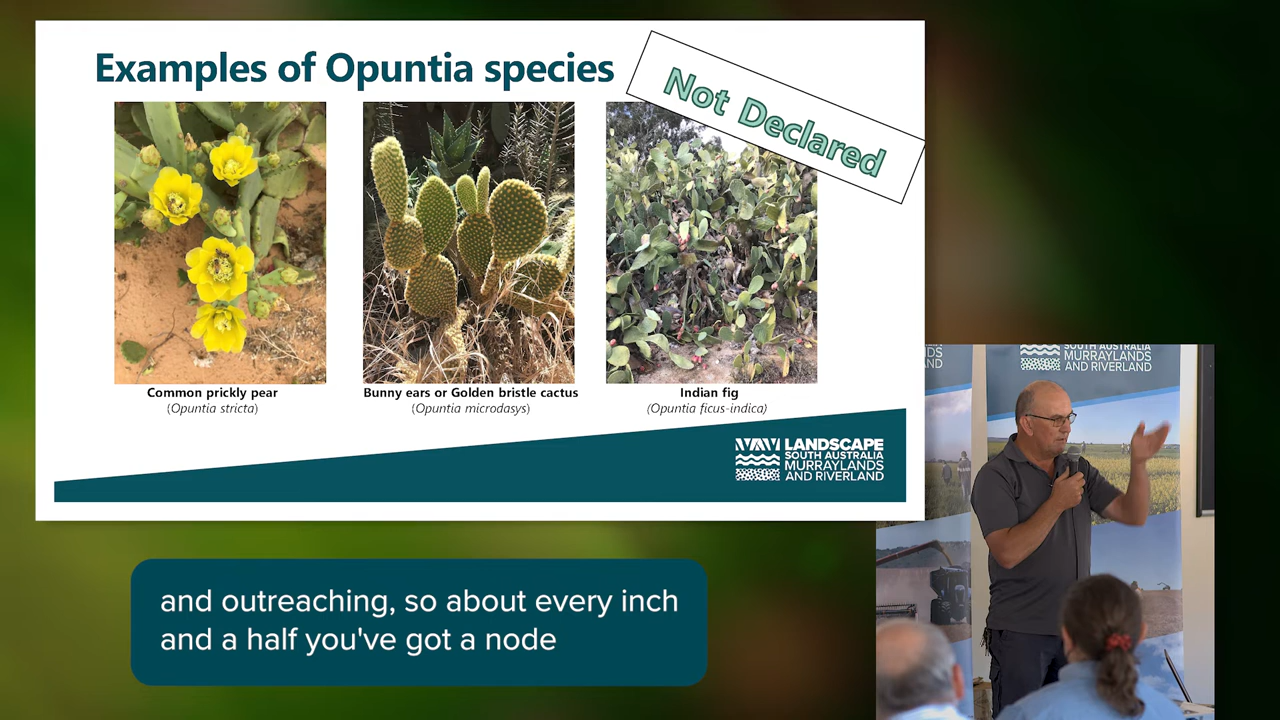 Examples of Opuntia species
Not Declared
Common prickly pear
(Opuntia stricta)
Bunny ears or Golden bristle cactus
(Opuntia microdasys)
Indian fig
(Opuntia ficus-indica)
LANDSCAPE
SOUTH AUSTRALIA
MURRAYLANDS
AND RIVERLAND
NDS
AND
SOUTH AUSTRALIA
MURRAYLANDS
AND RIVERLAND
and outreaching, so about every inch
and a half you've got a node